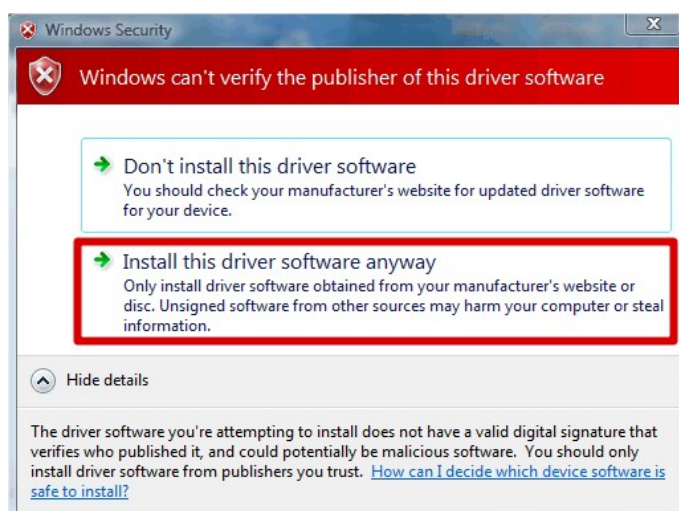 Windows Security
Windows can't verify the publisher of this driver software
Don't install this driver software
You should check your manufacturer's website for updated driver software
for your device.
Install this driver software anyway
Only install driver software obtained from your manufacturer's website or
disc. Unsigned software from other sources may harm your computer or steal
information.
Hide details
The driver software you're attempting to install does not have a valid digital signature that
verifies who published it, and could potentially be malicious software. You should only
install driver software from publishers you trust. How can I decide which device software is
safe to install?